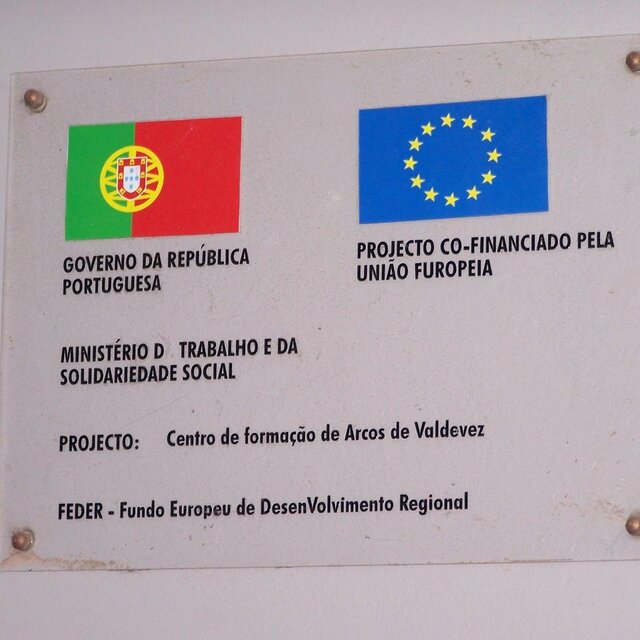 GOVERNO DA REPÚBLICA
PORTUGUESA
PROJECTO CO-FINANCIADO PELA
UNIÃO FUROPEIA
MINISTÉRIO D TRABALHO E DA
SOLIDARIEDADE SOCIAL
PROJECTO: Centro de formação de Arcos de Valdevez
FEDER - Fundo Europeu de DesenVolvimento Regional